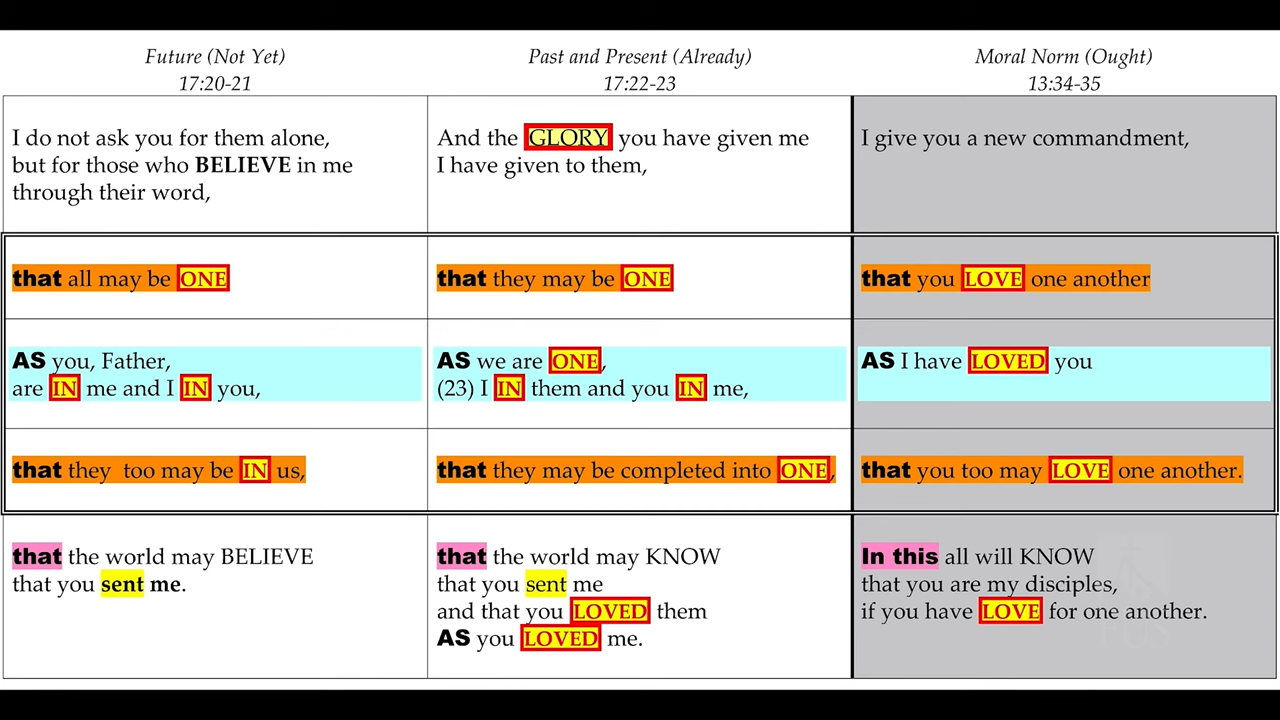 Future (Not Yet)
17:20-21
Past and Present (Already)
17:22-23
Moral Norm (Ought)
13:34-35
I do not ask you for them alone,
but for those who BELIEVE in me
through their word,
And the GLORY you have given me
I have given to them,
I give you a new commandment,
that all may be ONE
that they may be ONE
that you LOVE one another
AS you, Father,
are IN me and I IN you,
AS we are ONE,
(23) I IN them and you IN me,
AS I have LOVED you
that they too may be IN us,
that they may be completed into ONE,
that you too may LOVE one another.
that the world may BELIEVE
that you sent me.
that the world may KNOW
that you sent me
and that you LOVED them
AS you LOVED me.
In this all will KNOW
that you are my disciples,
if you have LOVE for one another.